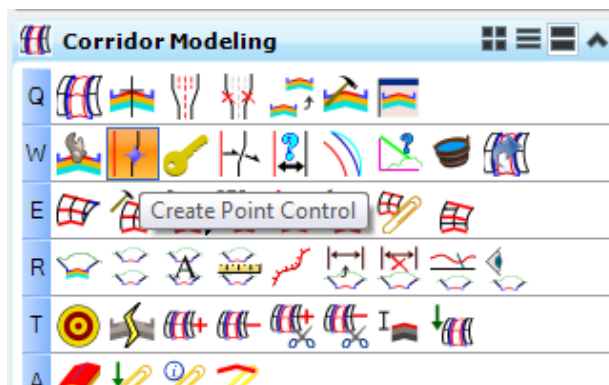 Corridor Modeling
Q
W
E
Create Point Control
R
A
T
I
A